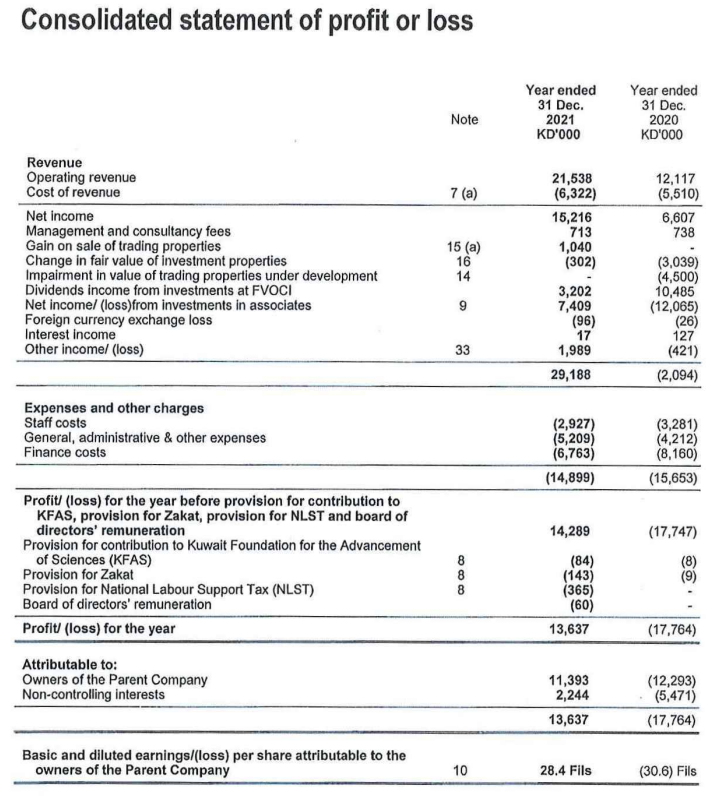 Consolidated statement of profit or loss
Year ended Year ended
31 Dec. 31 Dec.
Note 2021 2020
KD'000 KD'000
Revenue
Operating revenue 21,538 12,117
Cost of revenue 7 (a) (6,322) (5,510)
Net income 15,216 6,607
Management and consultancy fees 713 738
Gain on sale of trading properties 15 (a) 1,040 -
Change in fair value of investment properties 16 (302) (3,039)
Impairment in value of trading properties under development 14 - (4,500)
Dividends income from investments at FVOCI 3,202 10,485
Net income/ (loss)from investments in associates 9 7,409 (12,065)
Foreign currency exchange loss (96) (26)
Interest income 17 127
Other income/ (loss) 33 1,989 (421)
29,188 (2,094)
Expenses and other charges
Staff costs (2,927) (3,281)
General, administrative & other expenses (5,209) (4,212)
Finance costs (6,763) (8,160)
(14,899) (15,653)
Profit/ (loss) for the year before provision for contribution to
KFAS, provision for Zakat, provision for NLST and board of
directors' remuneration 14,289 (17,747)
Provision for contribution to Kuwait Foundation for the Advancement
of Sciences (KFAS) 8 (84) (8)
Provision for Zakat 8 (143) (9)
Provision for National Labour Support Tax (NLST) 8 (365) -
Board of directors' remuneration (60) -
Profit/ (loss) for the year 13,637 (17,764)
Attributable to:
Owners of the Parent Company 11,393 (12,293)
Non-controlling interests 2,244 (5,471)
13,637 (17,764)
Basic and diluted earnings/(loss) per share attributable to the
owners of the Parent Company 10 28.4 Fils (30.6) Fils